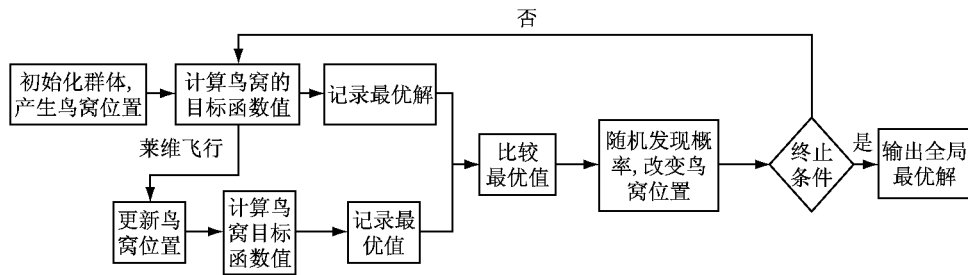 否
初始化群体,
产生鸟窝位置
计算鸟窝的
目标函数值
记录最优解
莱维飞行
更新鸟
窝位置
计算鸟
窝目标
函数值
记录最
优值
比较
最优值
随机发现概
率,改变鸟
窝位置
终止
条件
是
输出全局
最优解